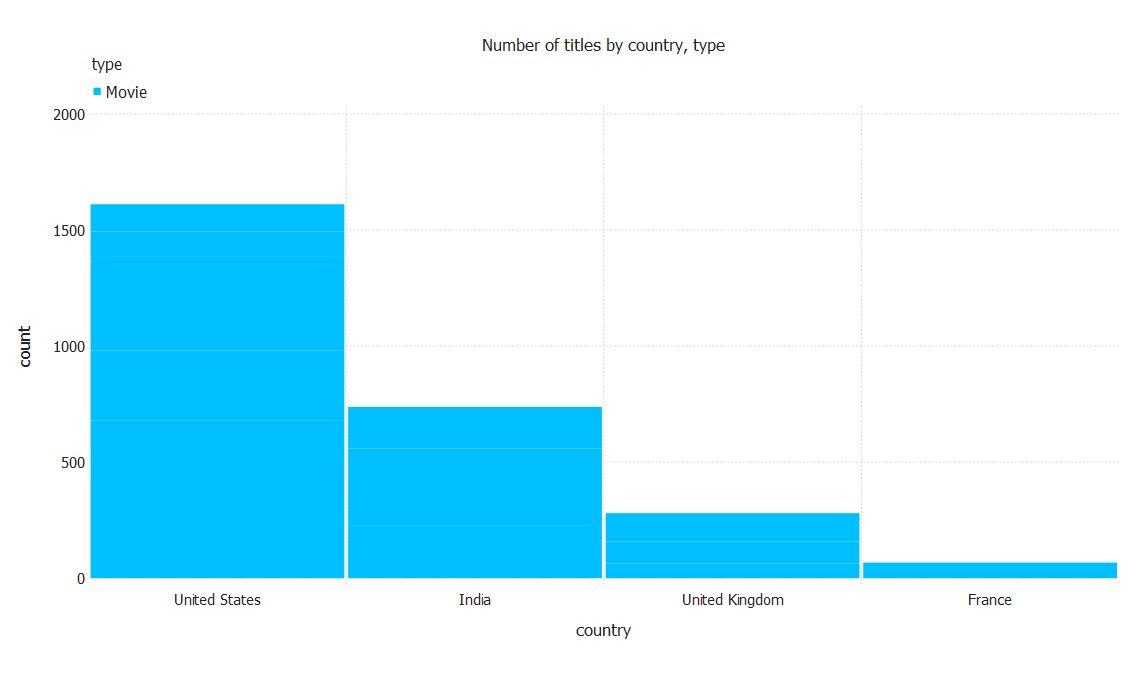 Number of titles by country, type
type
Movie
2000
1500
1000
500
0
count
United States India United Kingdom France
country